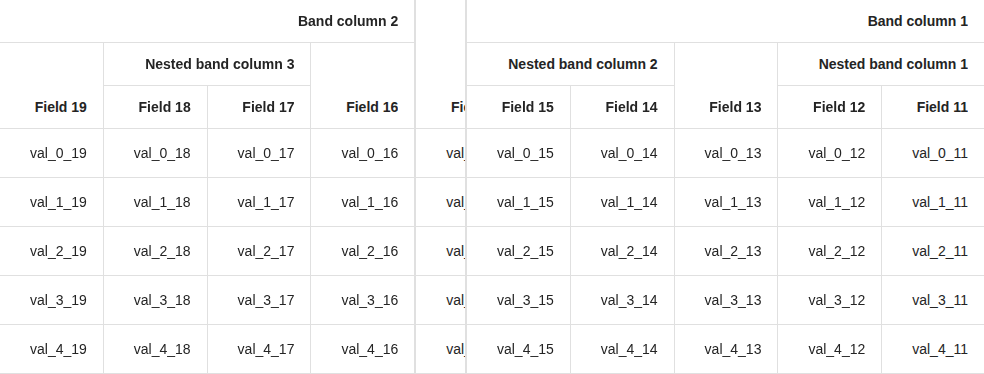 Band column 2 Band column 1
Nested band column 3 Nested band column 2 Nested band column 1
Field 19 Field 18 Field 17 Field 16 Field 15 Field 14 Field 13 Field 12 Field 11
val_0_19 val_0_18 val_0_17 val_0_16 val_0_15 val_0_14 val_0_13 val_0_12 val_0_11
val_1_19 val_1_18 val_1_17 val_1_16 val_1_15 val_1_14 val_1_13 val_1_12 val_1_11
val_2_19 val_2_18 val_2_17 val_2_16 val_2_15 val_2_14 val_2_13 val_2_12 val_2_11
val_3_19 val_3_18 val_3_17 val_3_16 val_3_15 val_3_14 val_3_13 val_3_12 val_3_11
val_4_19 val_4_18 val_4_17 val_4_16 val_4_15 val_4_14 val_4_13 val_4_12 val_4_11